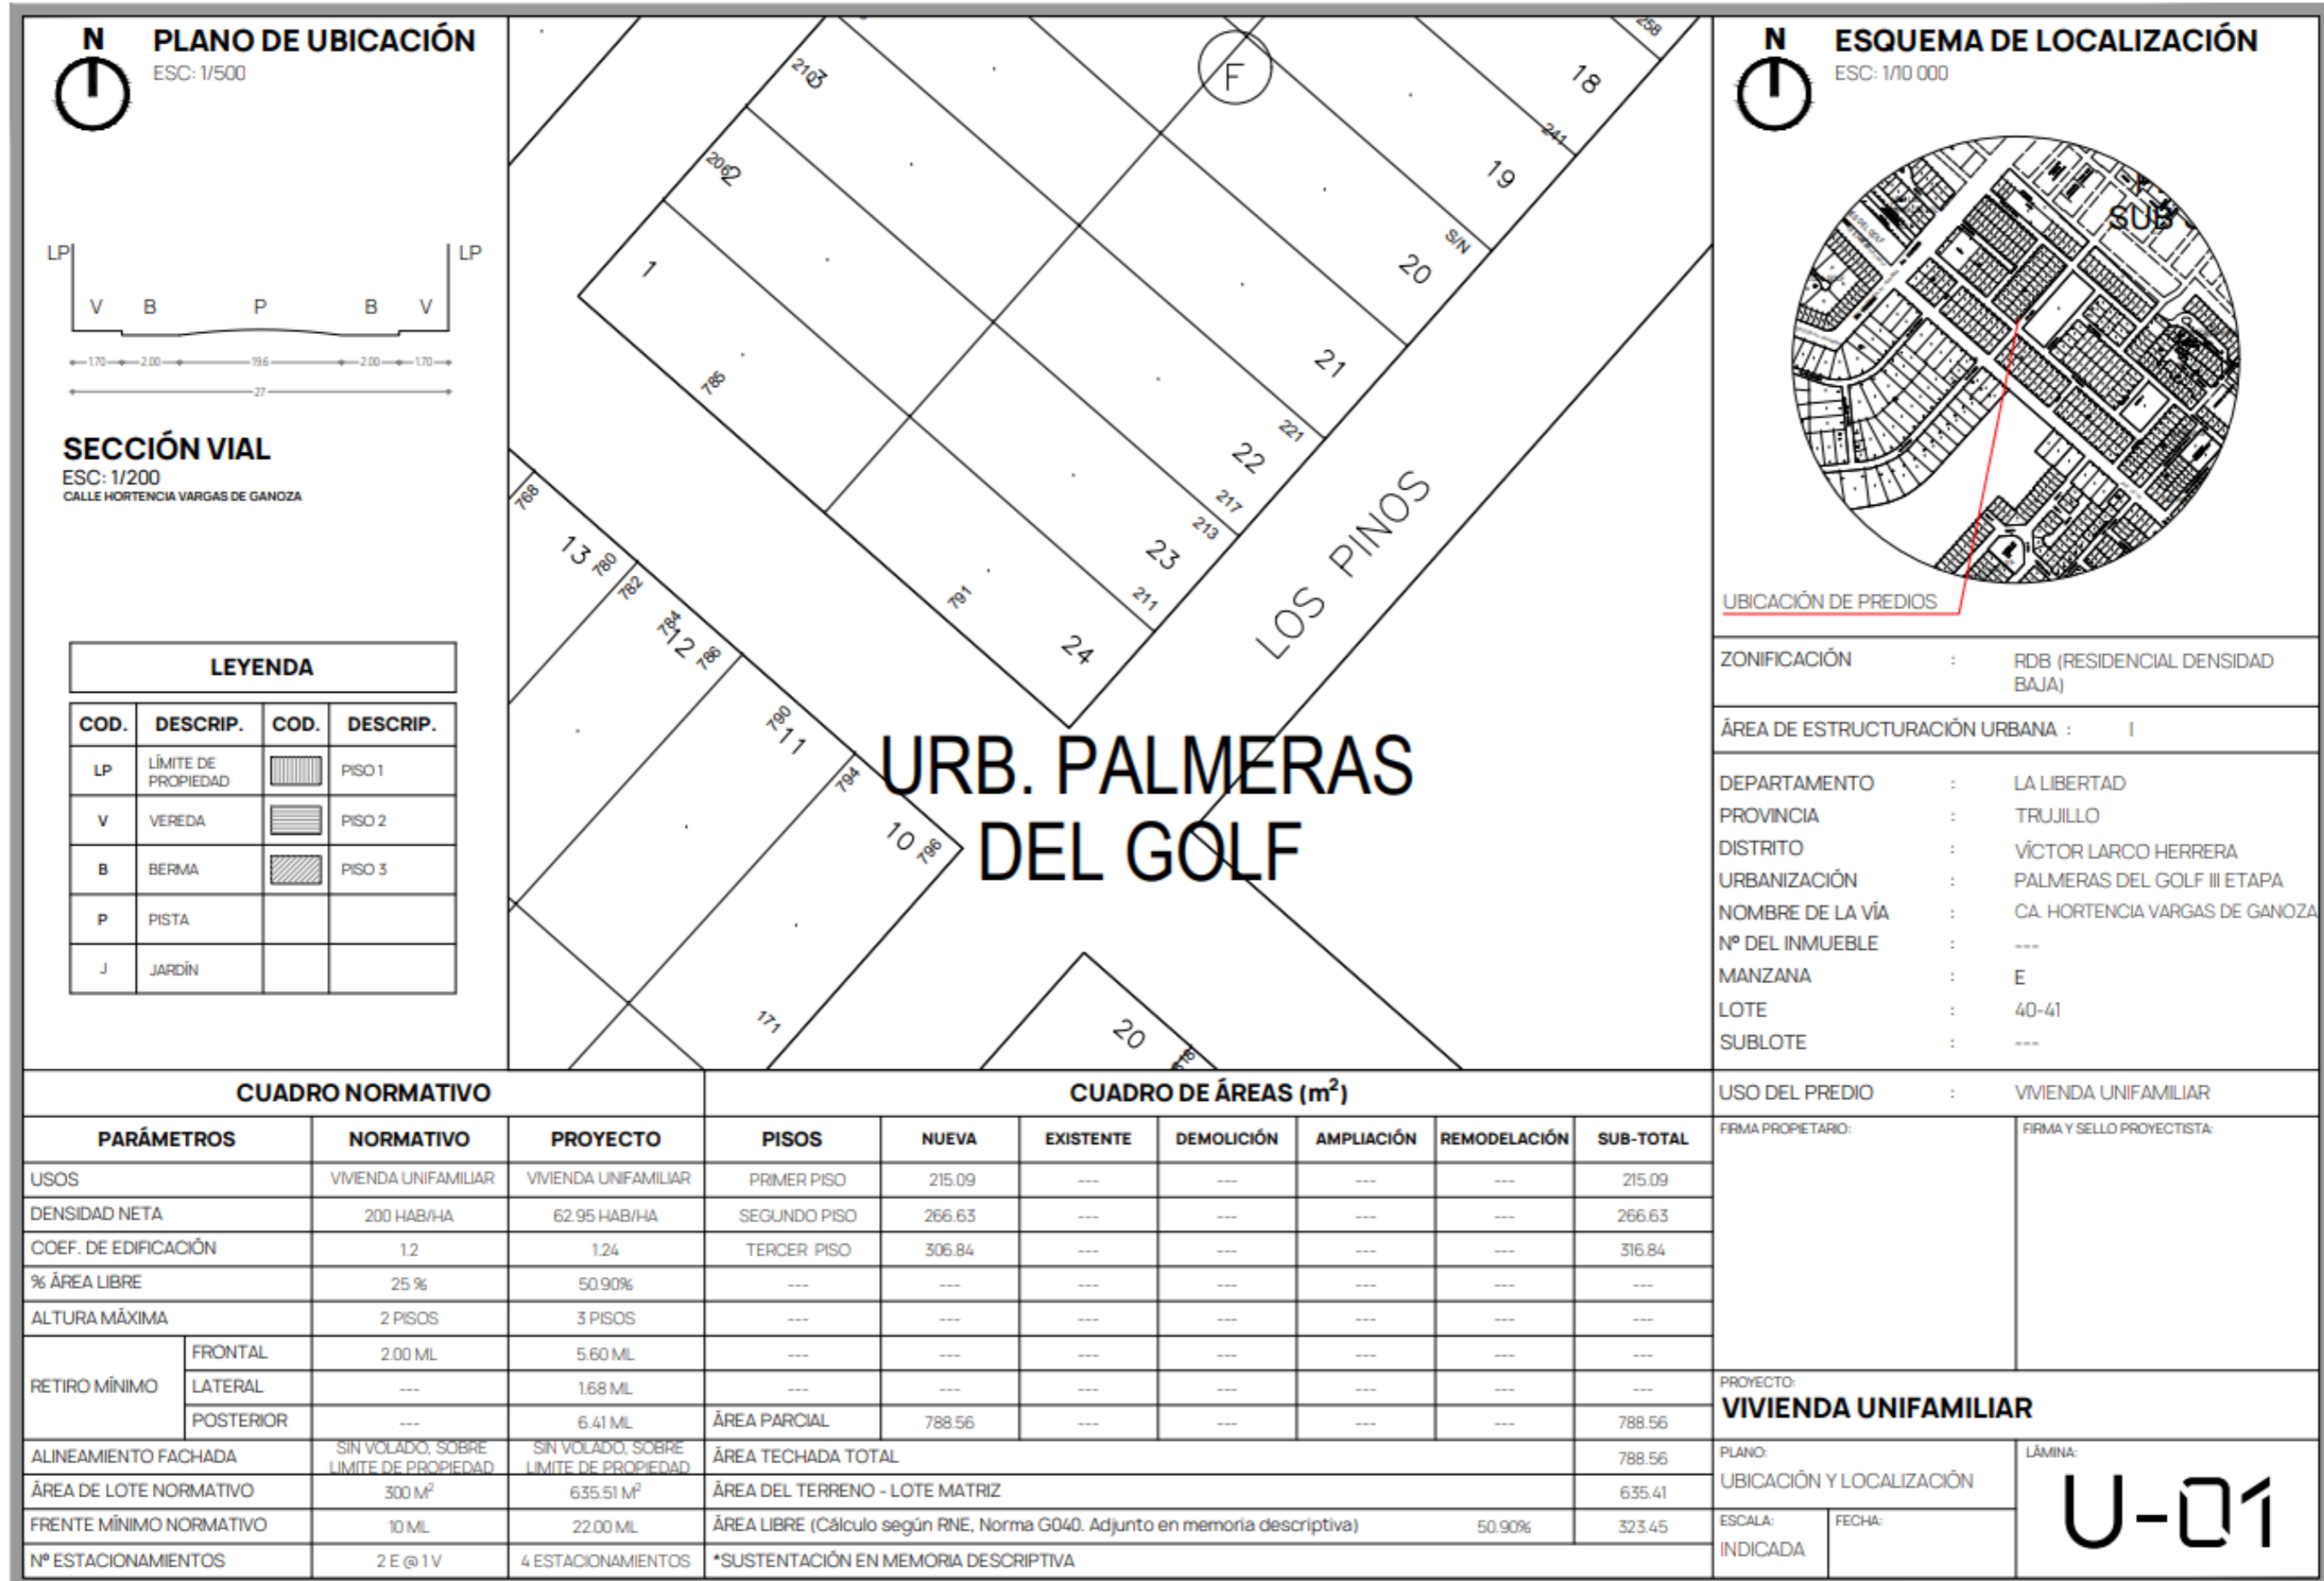 N
PLANO DE UBICACIÓN
ESC: 1/500
LP
LP
V B P B V
1.70 2.00 19.6 2.00 1.70
27
SECCIÓN VIAL
ESC: 1/200
CALLE HORTENCIA VARGAS DE GANOZA
LEYENDA
COD. DESCRIP. COD. DESCRIP.
LP LÍMITE DE PROPIEDAD PISO 1
V VEREDA PISO 2
B BERMA PISO 3
P PISTA
J JARDÍN
F
258
18
241
19
S/N
20
21
221
22
217
213
23
211
24
791
785
1
2
206
3
210
768
13
780
782
784
12
786
790
11
794
10
796
171
20
LOS PINOS
URB. PALMERAS
DEL GOLF
N
ESQUEMA DE LOCALIZACIÓN
ESC: 1/10 000
SUB
UBICACIÓN DE PREDIOS
ZONIFICACIÓN : RDB (RESIDENCIAL DENSIDAD
BAJA)
ÁREA DE ESTRUCTURACIÓN URBANA : I
DEPARTAMENTO : LA LIBERTAD
PROVINCIA : TRUJILLO
DISTRITO : VÍCTOR LARCO HERRERA
URBANIZACIÓN : PALMERAS DEL GOLF III ETAPA
NOMBRE DE LA VÍA : CA. HORTENCIA VARGAS DE GANOZA
Nº DEL INMUEBLE : ---
MANZANA : E
LOTE : 40-41
SUBLOTE : ---
USO DEL PREDIO : VIVIENDA UNIFAMILIAR
FIRMA PROPIETARIO:
FIRMA Y SELLO PROYECTISTA:
PROYECTO:
VIVIENDA UNIFAMILIAR
PLANO:
UBICACIÓN Y LOCALIZACIÓN
LÁMINA:
U-01
ESCALA:
INDICADA
FECHA:
CUADRO NORMATIVO
PARÁMETROS NORMATIVO PROYECTO
USOS VIVIENDA UNIFAMILIAR VIVIENDA UNIFAMILIAR
DENSIDAD NETA 200 HAB/HA 62.95 HAB/HA
COEF. DE EDIFICACIÓN 1.2 1.24
% ÁREA LIBRE 25 % 50.90%
ALTURA MÁXIMA 2 PISOS 3 PISOS
RETIRO MÍNIMO
FRONTAL 2.00 ML 5.60 ML
LATERAL --- 1.68 ML
POSTERIOR --- 6.41 ML
ALINEAMIENTO FACHADA SIN VOLADO, SOBRE LIMITE DE PROPIEDAD SIN VOLADO, SOBRE LIMITE DE PROPIEDAD
ÁREA DE LOTE NORMATIVO 300 M² 635.51 M²
FRENTE MÍNIMO NORMATIVO 10 ML 22.00 ML
Nº ESTACIONAMIENTOS 2 E @ 1 V 4 ESTACIONAMIENTOS
CUADRO DE ÁREAS (m²)
PISOS NUEVA EXISTENTE DEMOLICIÓN AMPLIACIÓN REMODELACIÓN SUB-TOTAL
PRIMER PISO 215.09 --- --- --- --- 215.09
SEGUNDO PISO 266.63 --- --- --- --- 266.63
TERCER PISO 306.84 --- --- --- --- 316.84
--- --- --- --- --- --- ---
--- --- --- --- --- --- ---
--- --- --- --- --- --- ---
--- --- --- --- --- --- ---
ÁREA PARCIAL 788.56 --- --- --- --- 788.56
ÁREA TECHADA TOTAL 788.56
ÁREA DEL TERRENO - LOTE MATRIZ 635.41
ÁREA LIBRE (Cálculo según RNE, Norma G040. Adjunto en memoria descriptiva) 50.90% 323.45
*SUSTENTACIÓN EN MEMORIA DESCRIPTIVA